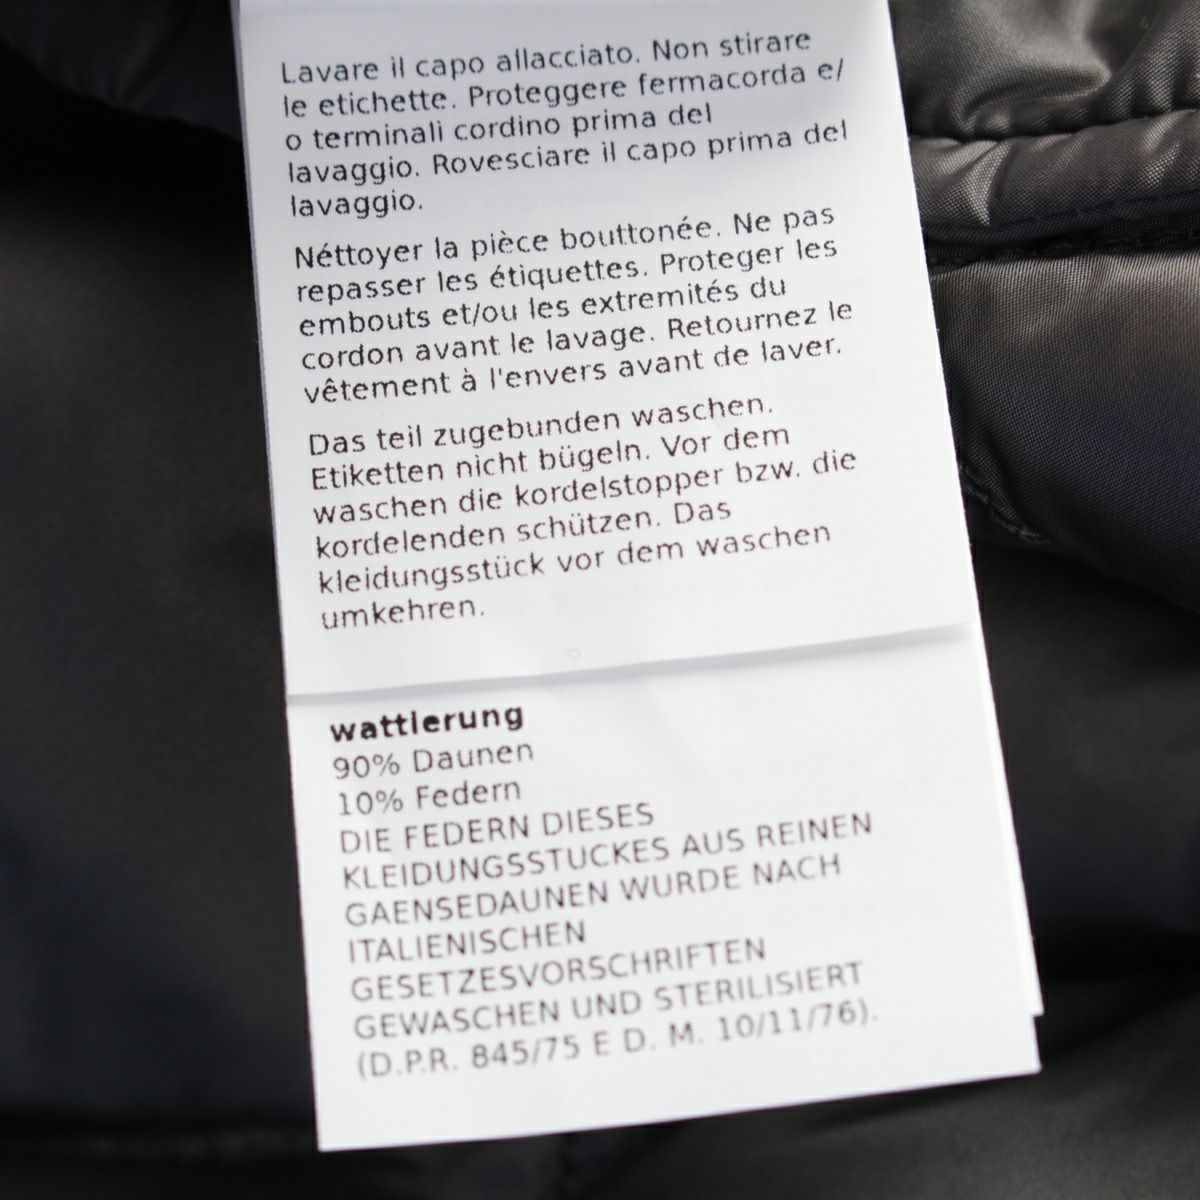 Lavare il capo allacciato. Non stirare
le etichette. Proteggere fermacorda e/
o terminali cordino prima del
lavaggio. Rovesciare il capo prima del
lavaggio.
Néttoyer la pièce bouttonée. Ne pas
repasser les étiquettes. Proteger les
embouts et/ou les extremités du
cordon avant le lavage. Retournez le
vêtement à l'envers avant de laver.
Das teil zugebunden waschen.
Etiketten nicht bügeln. Vor dem
waschen die kordelstopper bzw. die
kordelenden schützen. Das
kleidungsstück vor dem waschen
umkehren.
wattierung
90% Daunen
10% Federn
DIE FEDERN DIESES
KLEIDUNGSSTUCKES AUS REINEN
GAENSEDAUNEN WURDE NACH
ITALIENISCHEN
GESETZESVORSCHRIFTEN
GEWASCHEN UND STERILISIERT
(D.P.R. 845/75 E D. M. 10/11/76).